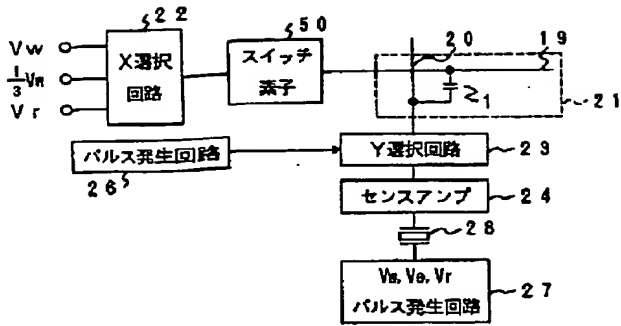 22
50
20
19
Vw
1/3 Vw
Vr
X選択
回路
スイッチ
素子
1
21
パルス発生回路
26
Y選択回路
23
センスアンプ
24
28
Vw, Ve, Vr
パルス発生回路
27